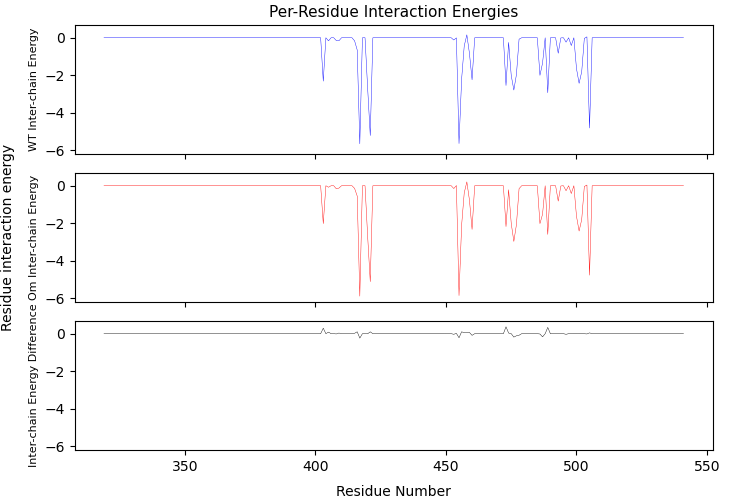 Per-Residue Interaction Energies
Residue interaction energy
WT Inter-chain Energy
0
−2
−4
−6
Om Inter-chain Energy
0
−2
−4
−6
Inter-chain Energy Difference
0
−2
−4
−6
350 400 450 500 550
Residue Number